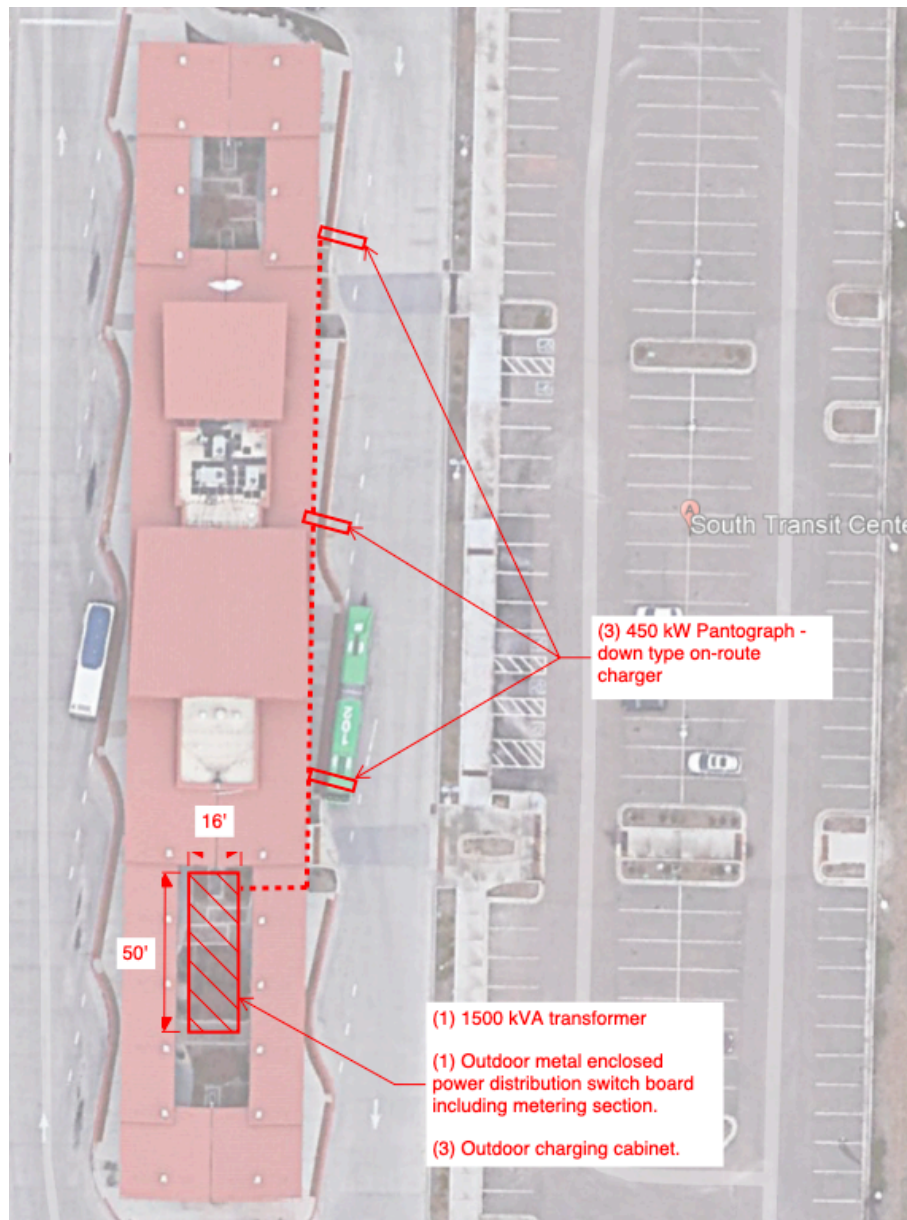 A
South Transit Cente
(3) 450 kW Pantograph -
down type on-route
charger
16'
50'
(1) 1500 kVA transformer
(1) Outdoor metal enclosed
power distribution switch board
including metering section.
(3) Outdoor charging cabinet.